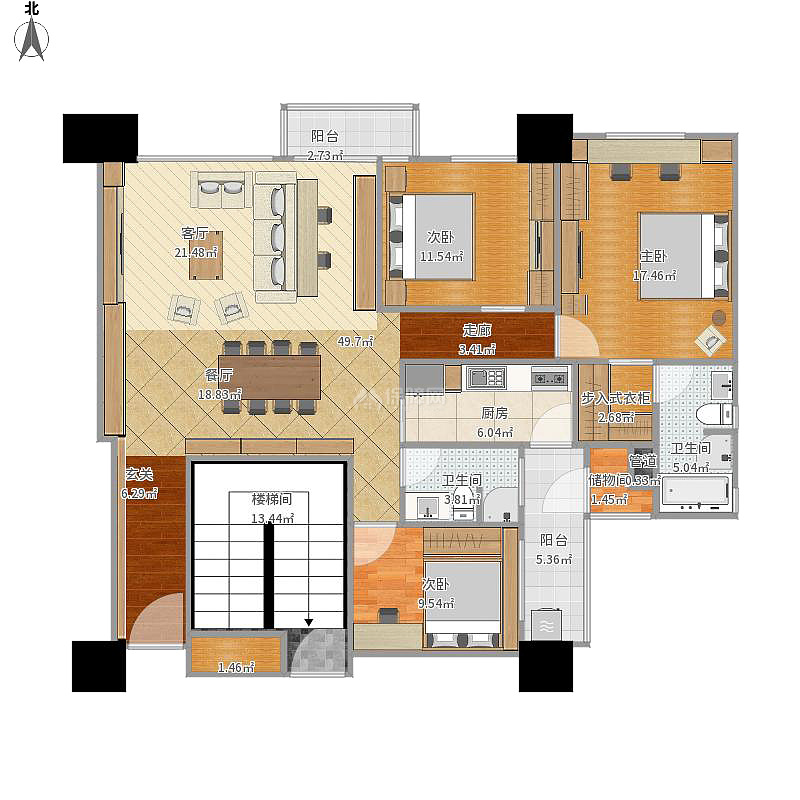 北
阳台
2.73㎡
客厅
21.48㎡
次卧
11.54㎡
主卧
17.46㎡
走廊
3.41㎡
49.7㎡
餐厅
18.83㎡
厨房
6.04㎡
步入式衣柜
2.68㎡
卫生间
5.04㎡
管道
0.33㎡
储物间
1.45㎡
玄关
6.29㎡
楼梯间
13.44㎡
卫生间
3.81㎡
阳台
5.36㎡
次卧
9.54㎡
1.46㎡